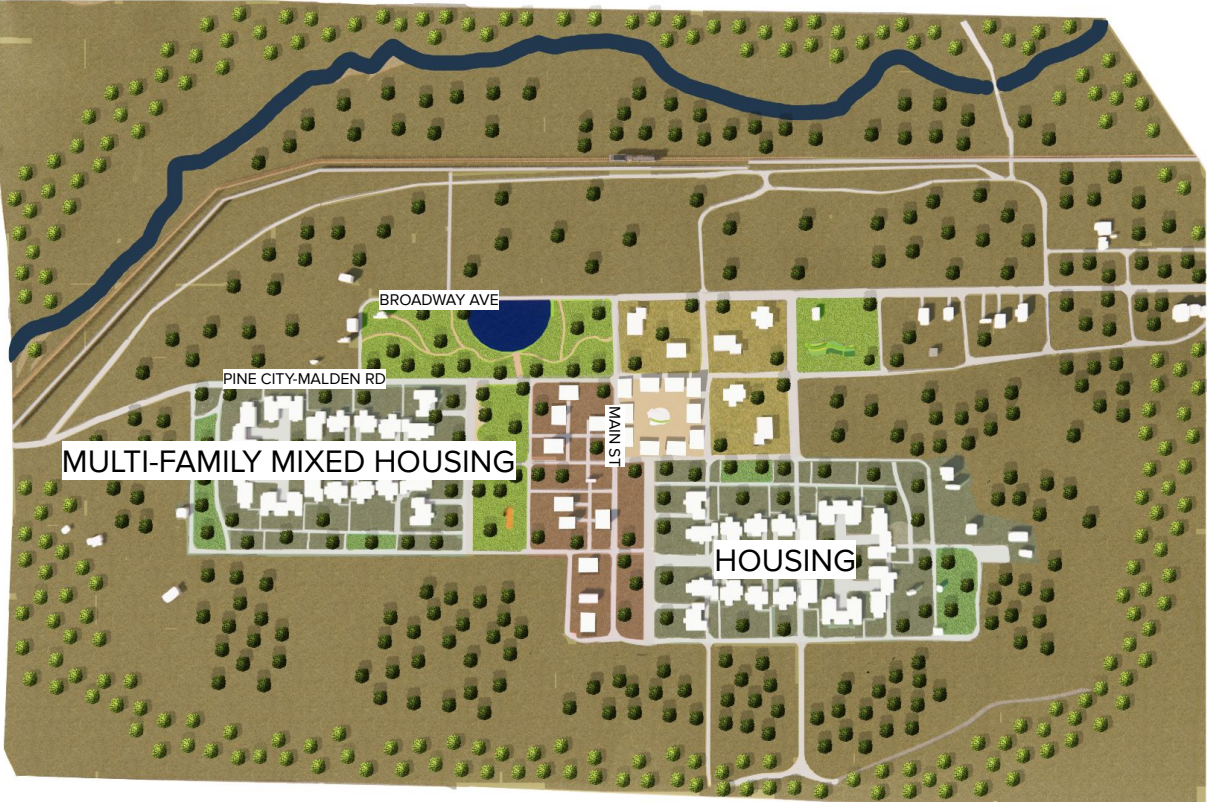 BROADWAY AVE
PINE CITY-MALDEN RD
MAIN ST
MULTI-FAMILY MIXED HOUSING
HOUSING